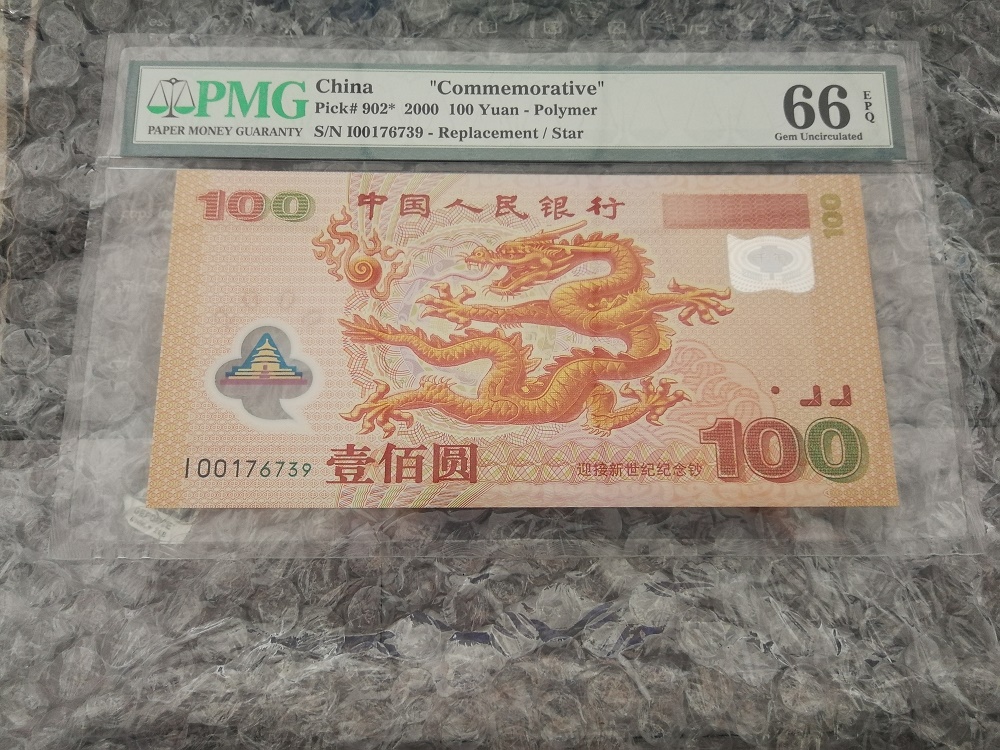 PMG
PAPER MONEY GUARANTY
China "Commemorative"
Pick# 902* 2000 100 Yuan - Polymer
S/N I00176739 - Replacement / Star
66 EPQ
Gem Uncirculated
100 中国人民银行
100
I00176739
壹佰圆
迎接新世纪纪念钞
100